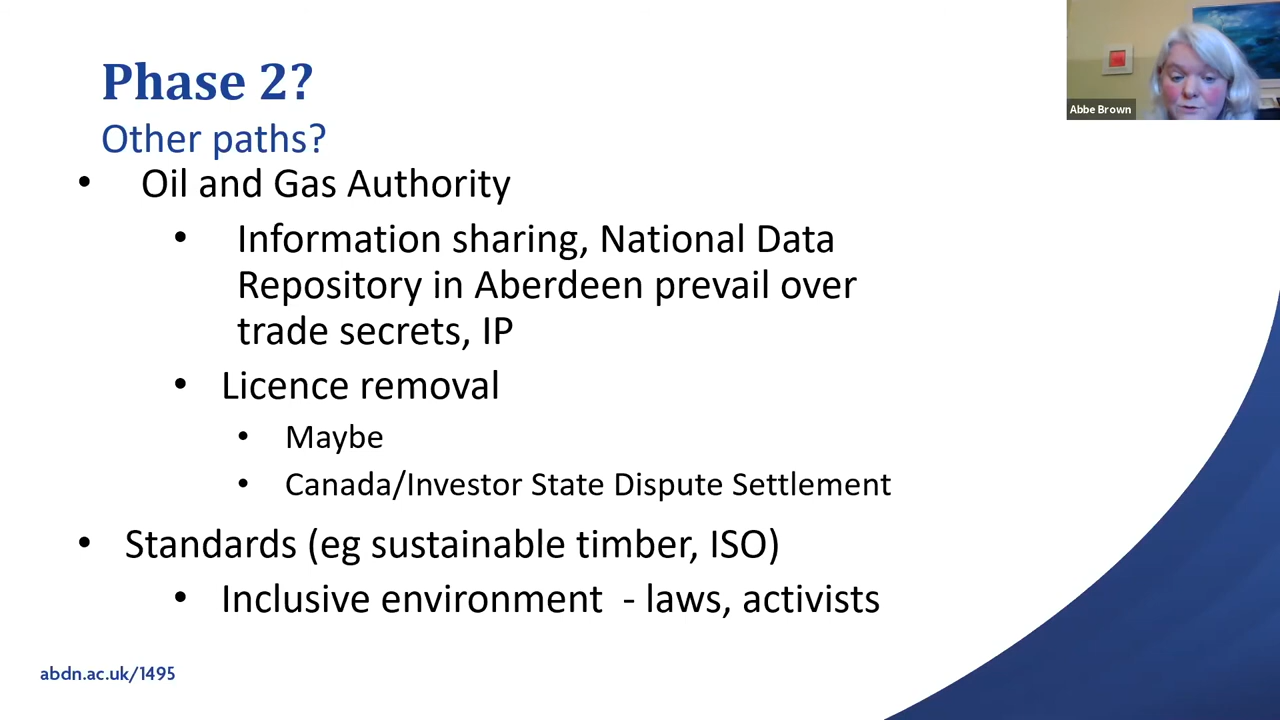 Phase 2?
Other paths?
• Oil and Gas Authority
• Information sharing, National Data
Repository in Aberdeen prevail over
trade secrets, IP
• Licence removal
• Maybe
• Canada/Investor State Dispute Settlement
• Standards (eg sustainable timber, ISO)
• Inclusive environment  - laws, activists
abdn.ac.uk/1495
Abbe Brown